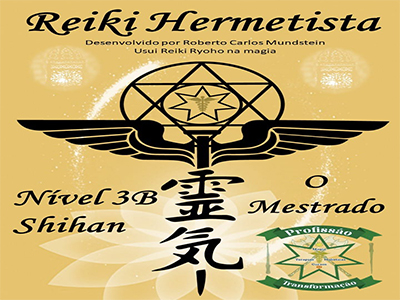 Reiki Hermetista
Desenvolvido por Roberto Carlos Mundstein
Usui Reiki Ryoho na magia
Nível 3B
Shihan
靈
気
O
Mestrado
Profissão
Transformação